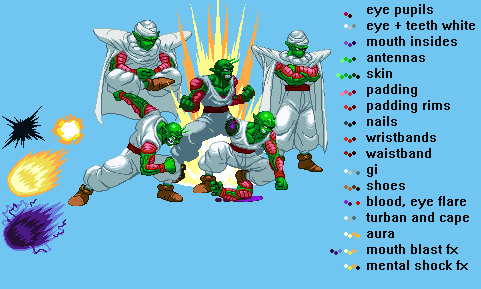 eye pupils
eye + teeth white
mouth insides
antennas
skin
padding
padding rims
nails
wristbands
waistband
gi
shoes
blood, eye flare
turban and cape
aura
mouth blast fx
mental shock fx